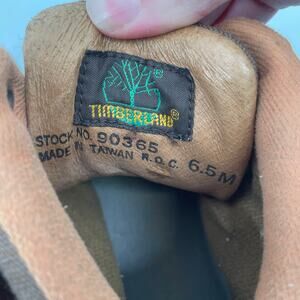 TIMBERLAND®
STOCK NO. 90365
MADE IN TAIWAN R.O.C. 6.5M